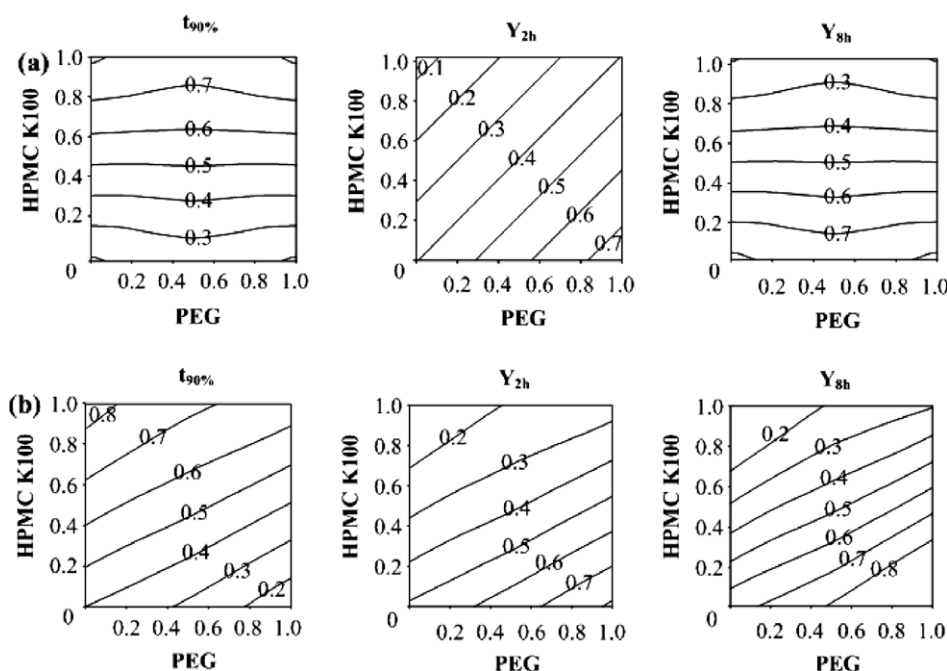 t90% Y2h Y8h
(a)
HPMC K100 HPMC K100 HPMC K100
1.0 1.0 1.0
0.8 0.8 0.8
0.6 0.6 0.6
0.4 0.4 0.4
0.2 0.2 0.2
0 0 0
0.7 0.6 0.5 0.4 0.3
0.1 0.2 0.3 0.4 0.5 0.6 0.7
0.3 0.4 0.5 0.6 0.7
0.2 0.4 0.6 0.8 1.0 0.2 0.4 0.6 0.8 1.0 0.2 0.4 0.6 0.8 1.0
PEG PEG PEG
t90% Y2h Y8h
(b)
HPMC K100 HPMC K100 HPMC K100
1.0 1.0 1.0
0.8 0.8 0.8
0.6 0.6 0.6
0.4 0.4 0.4
0.2 0.2 0.2
0 0 0
0.8 0.7 0.6 0.5 0.4 0.3 0.2
0.2 0.3 0.4 0.5 0.6 0.7
0.2 0.3 0.4 0.5 0.6 0.7 0.8
0.2 0.4 0.6 0.8 1.0 0.2 0.4 0.6 0.8 1.0 0.2 0.4 0.6 0.8 1.0
PEG PEG PEG